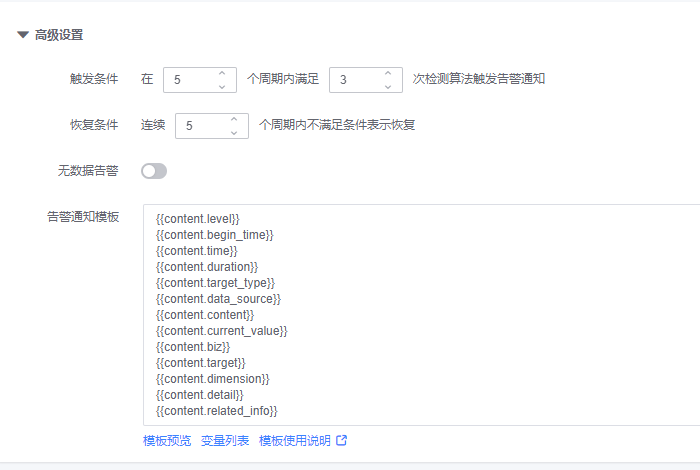 高级设置
触发条件 在 5 个周期内满足 3 次检测算法触发告警通知
恢复条件 连续 5 个周期内不满足条件表示恢复
无数据告警
告警通知模板
{{content.level}}
{{content.begin_time}}
{{content.time}}
{{content.duration}}
{{content.target_type}}
{{content.data_source}}
{{content.content}}
{{content.current_value}}
{{content.biz}}
{{content.target}}
{{content.dimension}}
{{content.detail}}
{{content.related_info}}
模板预览 变量列表 模板使用说明